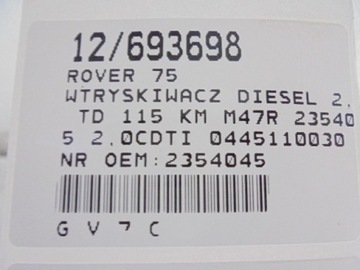 12/693698
ROVER 75
WTRYSKIWACZ DIESEL 2.
TD 115 KM M47R 23540
5 2.0CDTI 0445110030
NR OEM:2354045
G V 7 C